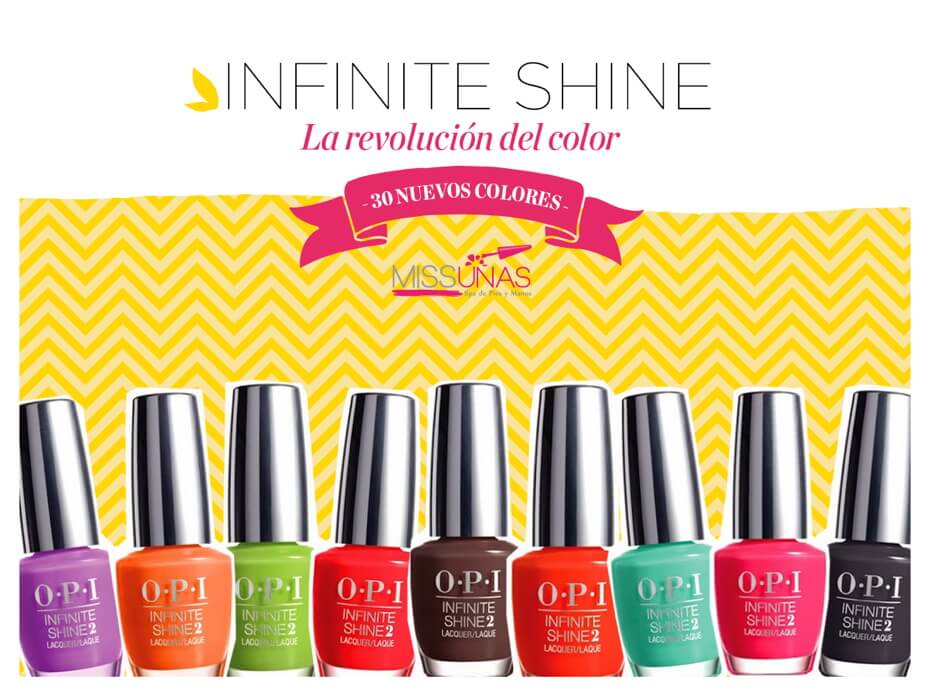 INFINITE SHINE
La revolución del color
- 30 NUEVOS COLORES -
MISSUÑAS
Spa de Pies y Manos
O·P·I
INFINITE
SHINE2
LACQUER/LAQUE
O·P·I
INFINITE
SHINE2
LACQUER/LAQUE
O·P·I
INFINITE
SHINE2
LACQUER/LAQUE
O·P·I
INFINITE
SHINE2
LACQUER/LAQUE
O·P·I
INFINITE
SHINE2
LACQUER/LAQUE
O·P·I
INFINITE
SHINE2
LACQUER/LAQUE
O·P·I
INFINITE
SHINE2
LACQUER/LAQUE
O·P·I
INFINITE
SHINE2
LACQUER/LAQUE
O·P·I
INFINITE
SHINE2
LACQUER/LAQUE